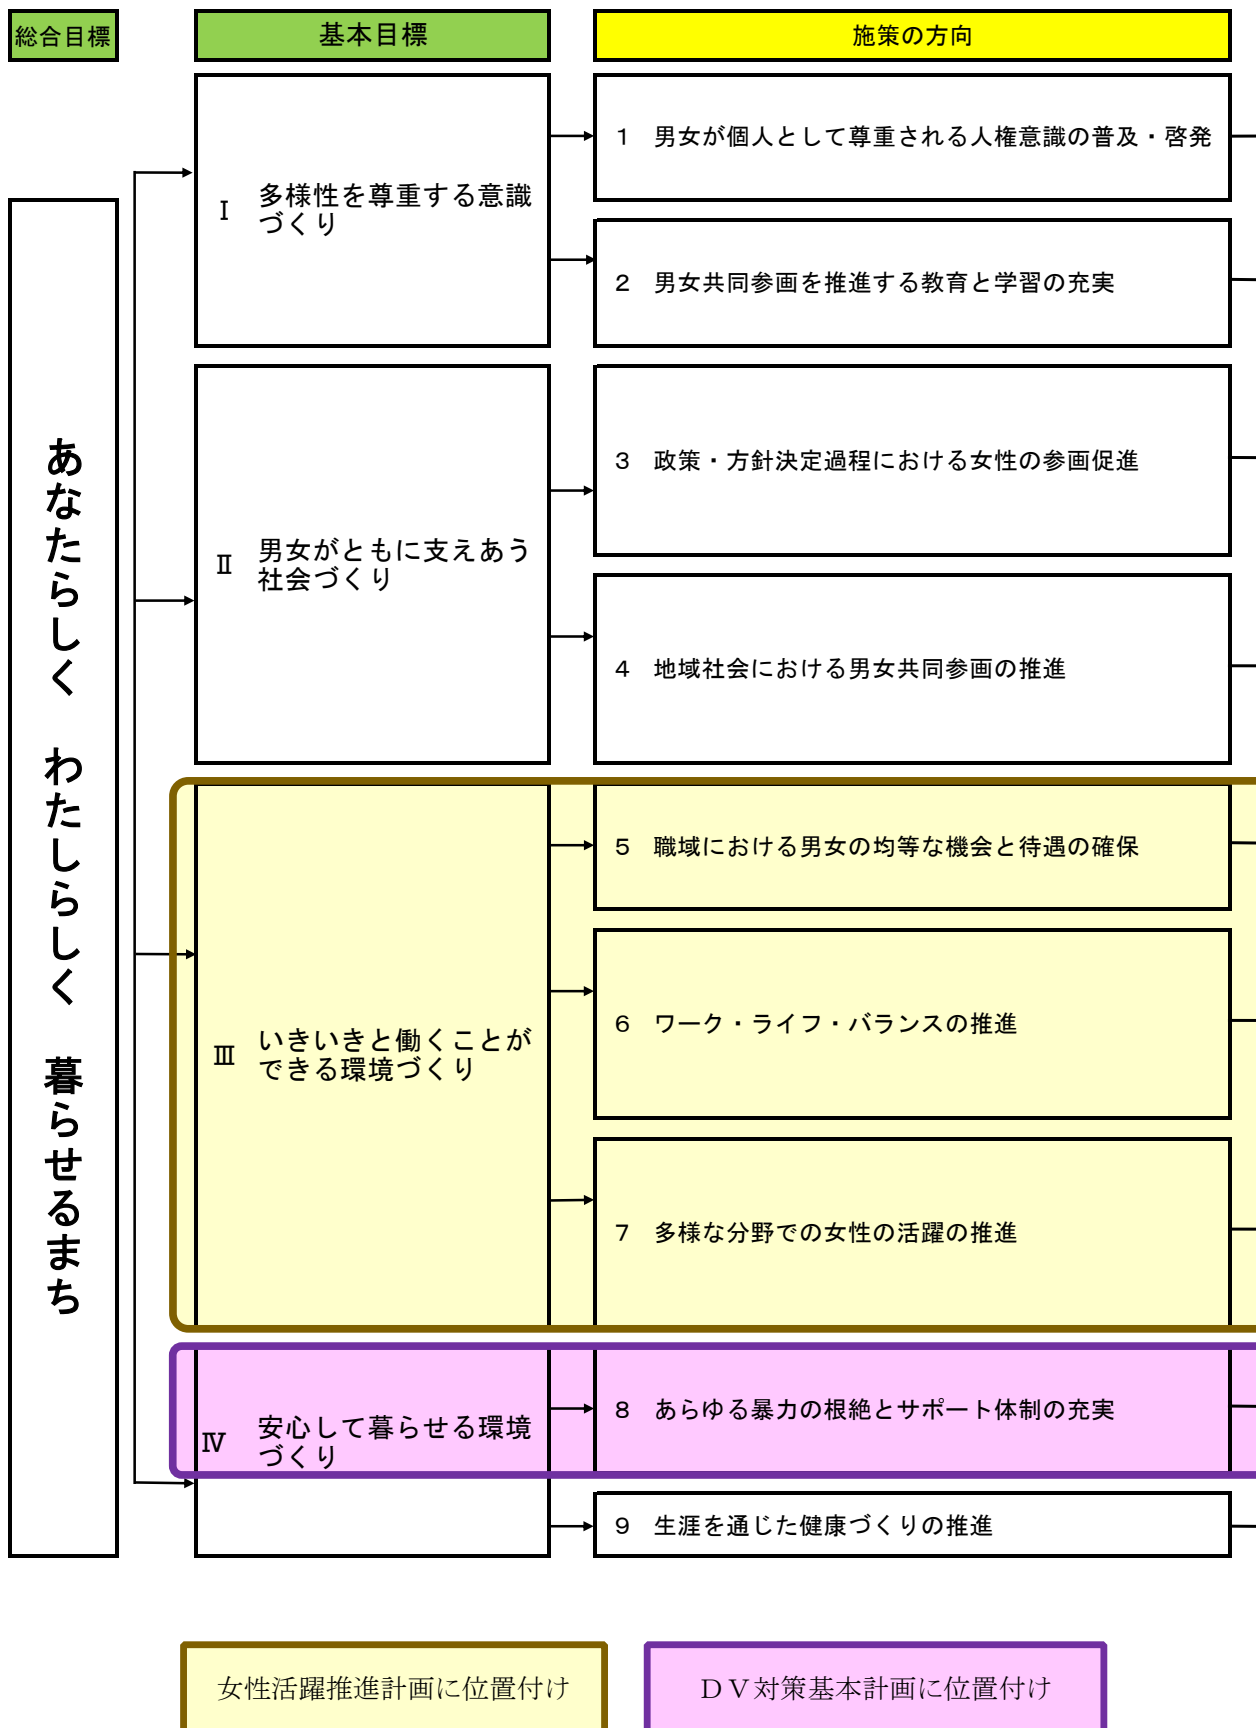 総合目標
基本目標
施策の方向
あなたらしく　わたしらしく　暮らせるまち
Ⅰ　多様性を尊重する意識
づくり
１　男女が個人として尊重される人権意識の普及・啓発
２　男女共同参画を推進する教育と学習の充実
Ⅱ　男女がともに支えあう
社会づくり
３　政策・方針決定過程における女性の参画促進
４　地域社会における男女共同参画の推進
Ⅲ　いきいきと働くことが
できる環境づくり
５　職域における男女の均等な機会と待遇の確保
６　ワーク・ライフ・バランスの推進
７　多様な分野での女性の活躍の推進
Ⅳ　安心して暮らせる環境
づくり
８　あらゆる暴力の根絶とサポート体制の充実
９　生涯を通じた健康づくりの推進
女性活躍推進計画に位置付け
ＤＶ対策基本計画に位置付け